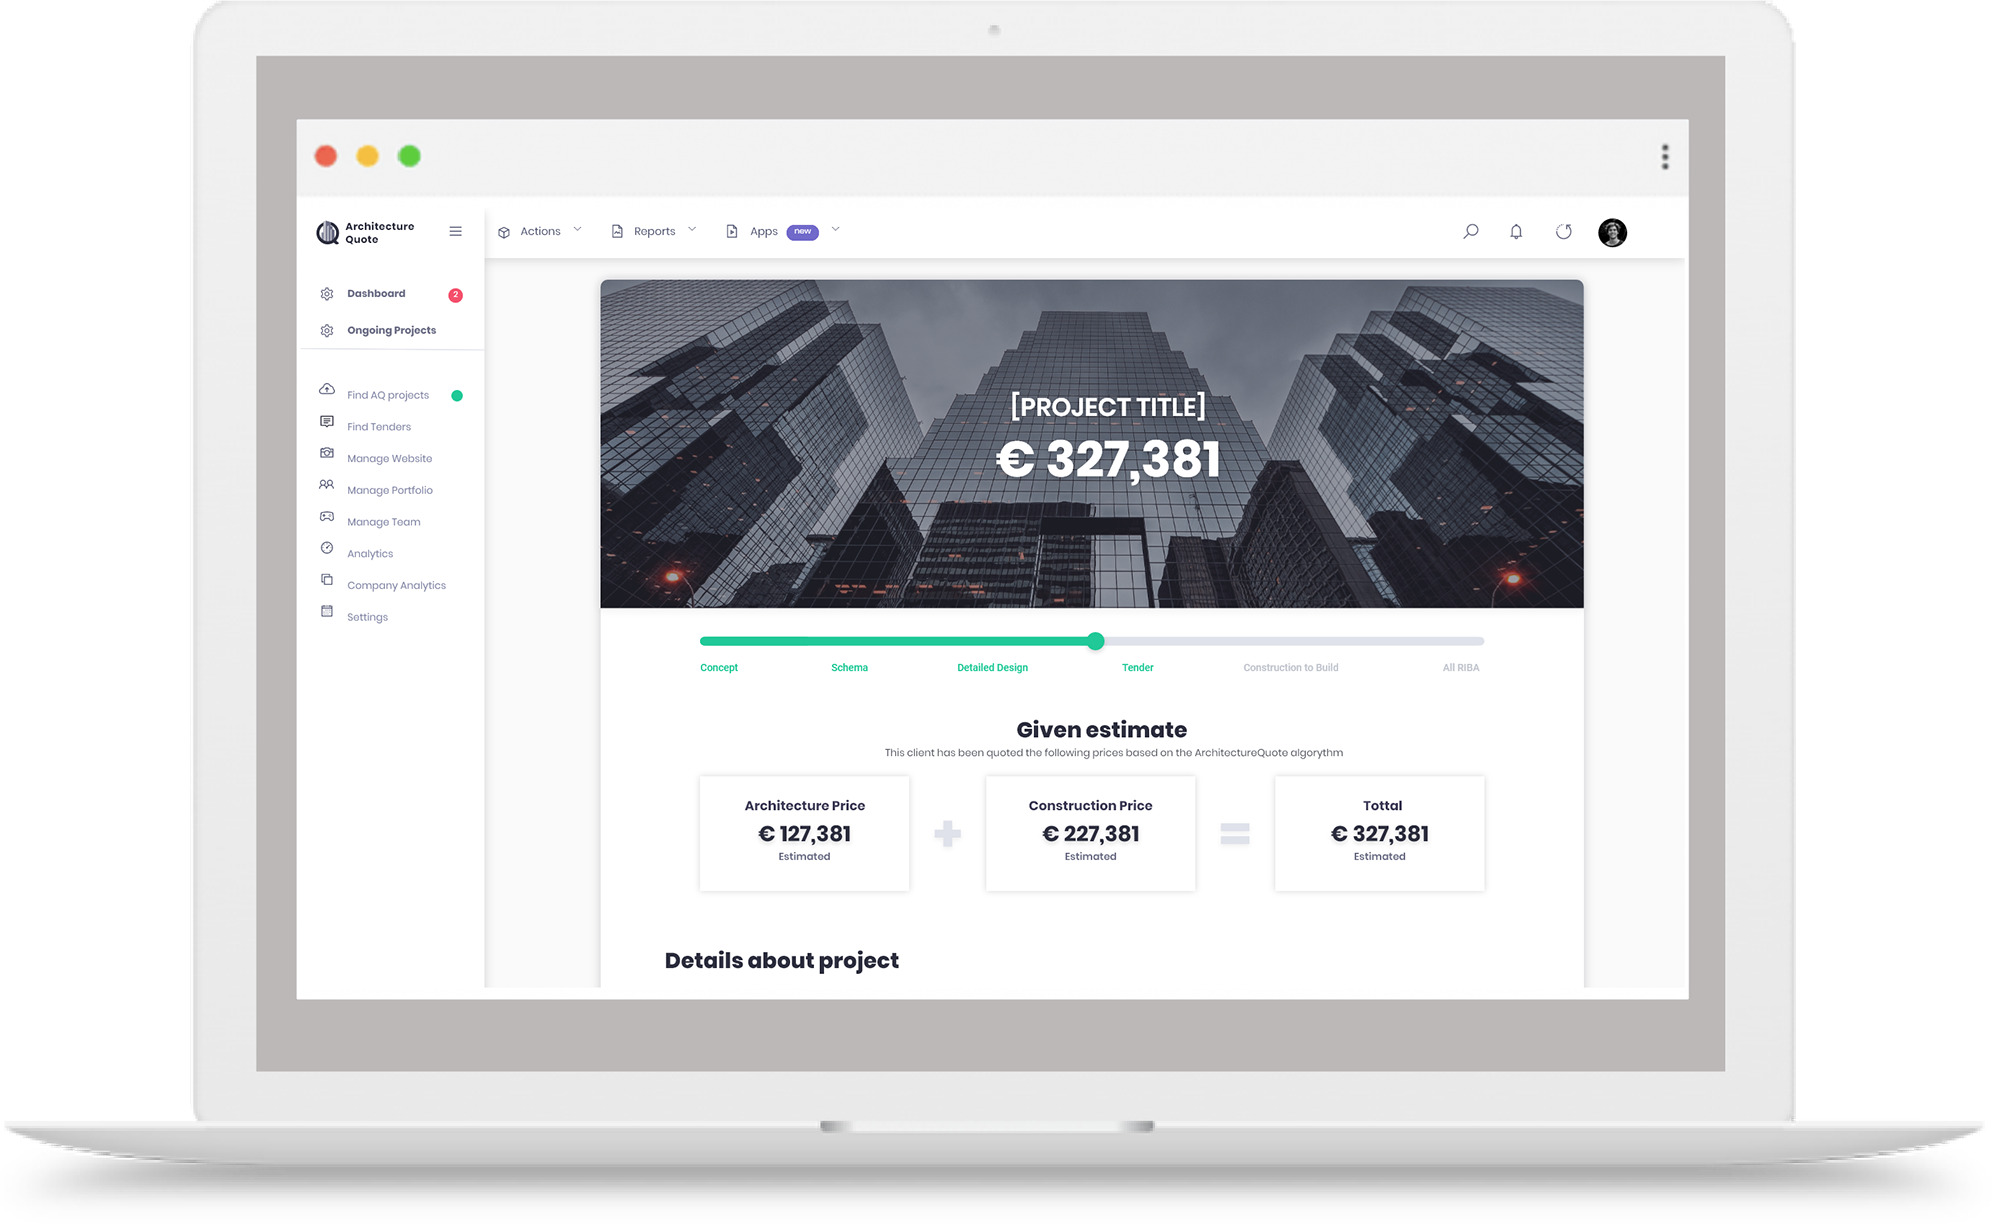 Architecture
Quote
Actions
Reports
Apps
new
Dashboard
2
Ongoing Projects
Find AQ projects
Find Tenders
Manage Website
Manage Portfolio
Manage Team
Analytics
Company Analytics
Settings
[PROJECT TITLE]
€ 327,381
Concept
Schema
Detailed Design
Tender
Construction to Build
All RIBA
Given estimate
This client has been quoted the following prices based on the ArchitectureQuote algorythm
Architecture Price
€ 127,381
Estimated
+
Construction Price
€ 227,381
Estimated
=
Tottal
€ 327,381
Estimated
Details about project